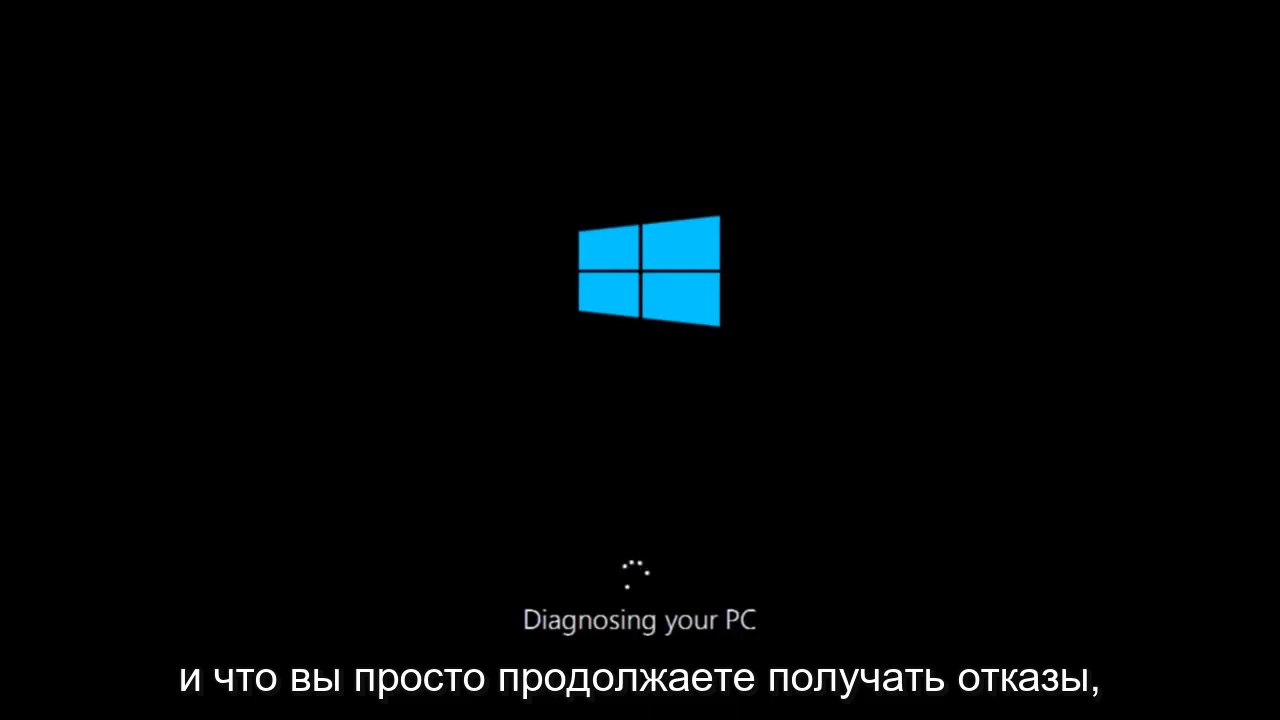 Diagnosing your PC
и что вы просто продолжаете получать отказы,